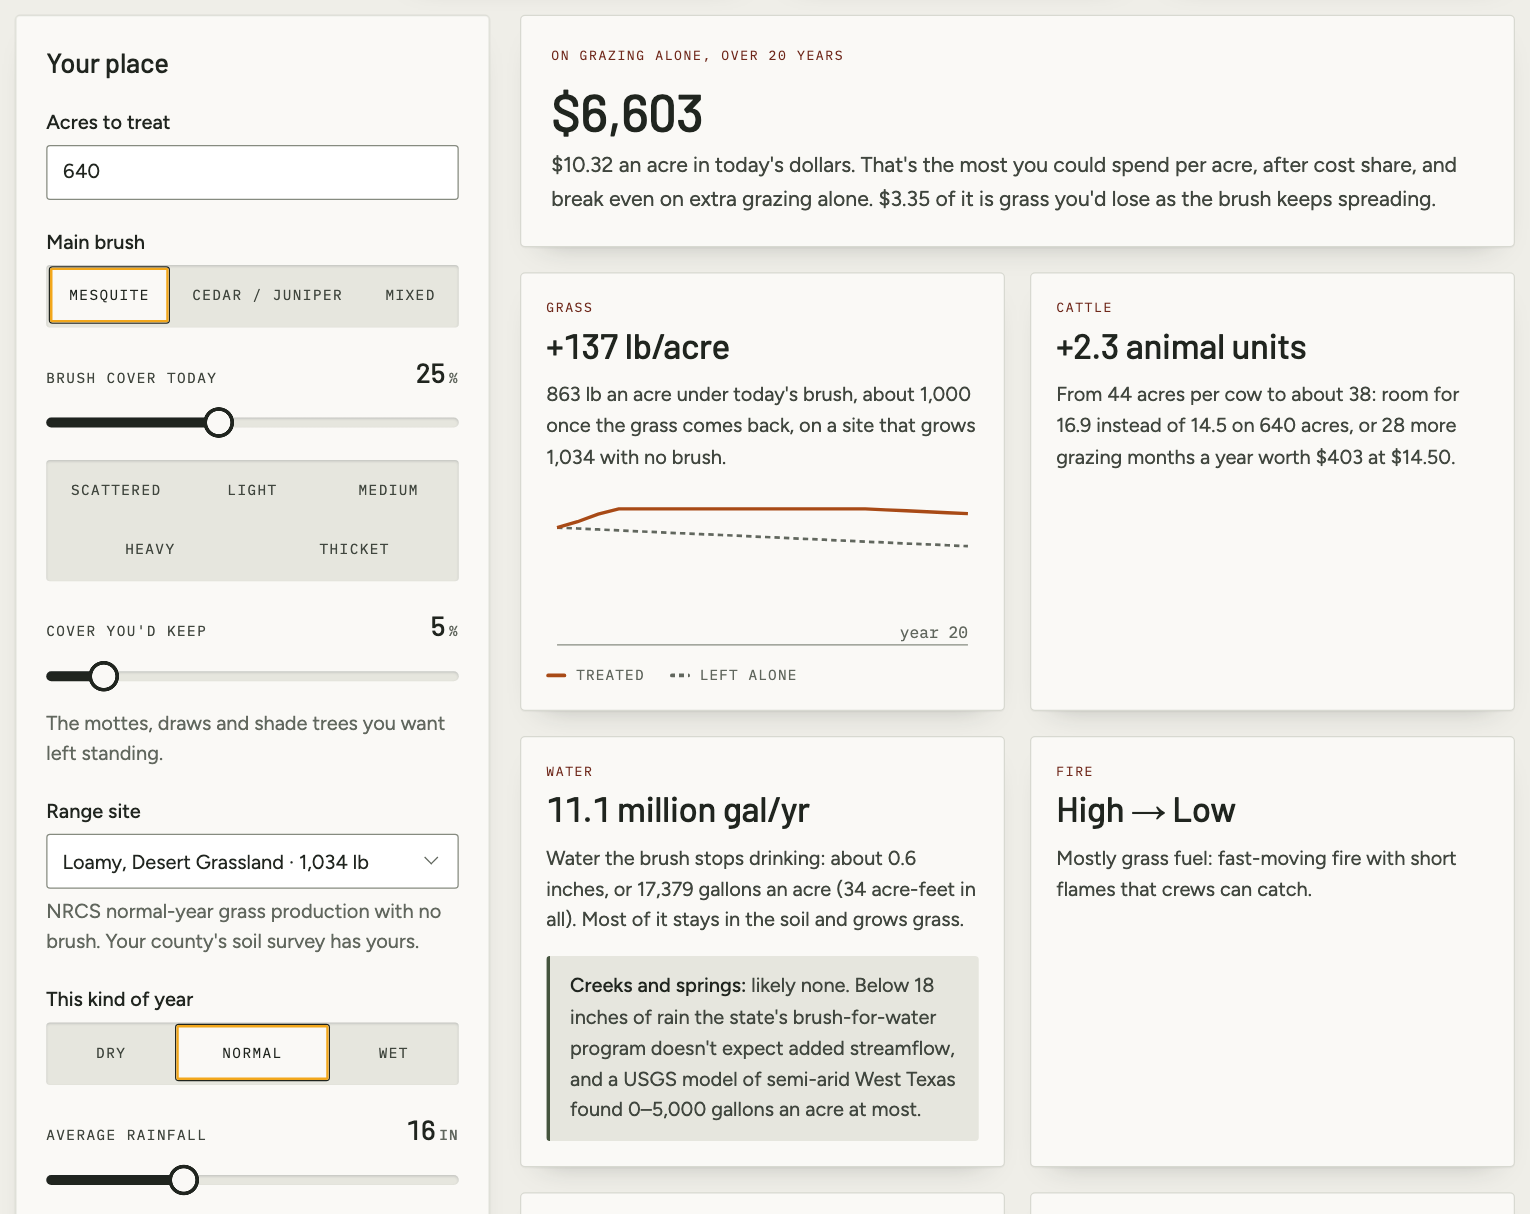 Your place
Acres to treat
640
Main brush
MESQUITE
CEDAR / JUNIPER
MIXED
BRUSH COVER TODAY
25 %
SCATTERED
LIGHT
MEDIUM
HEAVY
THICKET
COVER YOU'D KEEP
5 %
The mottes, draws and shade trees you want
left standing.
Range site
Loamy, Desert Grassland · 1,034 lb
NRCS normal-year grass production with no
brush. Your county's soil survey has yours.
This kind of year
DRY
NORMAL
WET
AVERAGE RAINFALL
16 IN
ON GRAZING ALONE, OVER 20 YEARS
$6,603
$10.32 an acre in today's dollars. That's the most you could spend per acre, after cost share, and
break even on extra grazing alone. $3.35 of it is grass you'd lose as the brush keeps spreading.
GRASS
+137 lb/acre
863 lb an acre under today's brush, about 1,000
once the grass comes back, on a site that grows
1,034 with no brush.
year 20
TREATED
LEFT ALONE
CATTLE
+2.3 animal units
From 44 acres per cow to about 38: room for
16.9 instead of 14.5 on 640 acres, or 28 more
grazing months a year worth $403 at $14.50.
WATER
11.1 million gal/yr
Water the brush stops drinking: about 0.6
inches, or 17,379 gallons an acre (34 acre-feet in
all). Most of it stays in the soil and grows grass.
Creeks and springs: likely none. Below 18
inches of rain the state's brush-for-water
program doesn't expect added streamflow,
and a USGS model of semi-arid West Texas
found 0–5,000 gallons an acre at most.
FIRE
High → Low
Mostly grass fuel: fast-moving fire with short
flames that crews can catch.